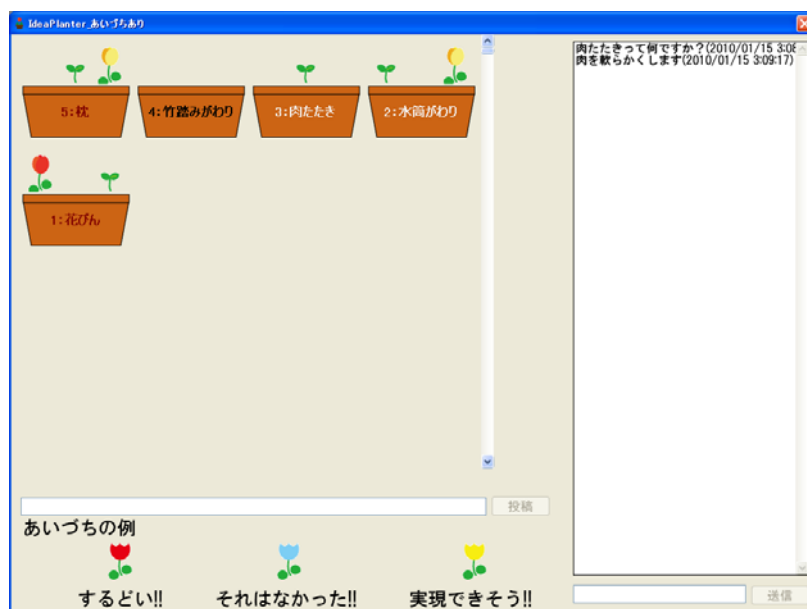 IdeaPlanter_あいづちあり
5:枕
4:竹踏みがわり
3:肉たたき
2:水筒がわり
1:花びん
肉たたきって何ですか?(2010/01/15 3:08
肉を軟らかくします(2010/01/15 3:09:17)
投稿
あいづちの例
するどい!!
それはなかった!!
実現できそう!!
送信